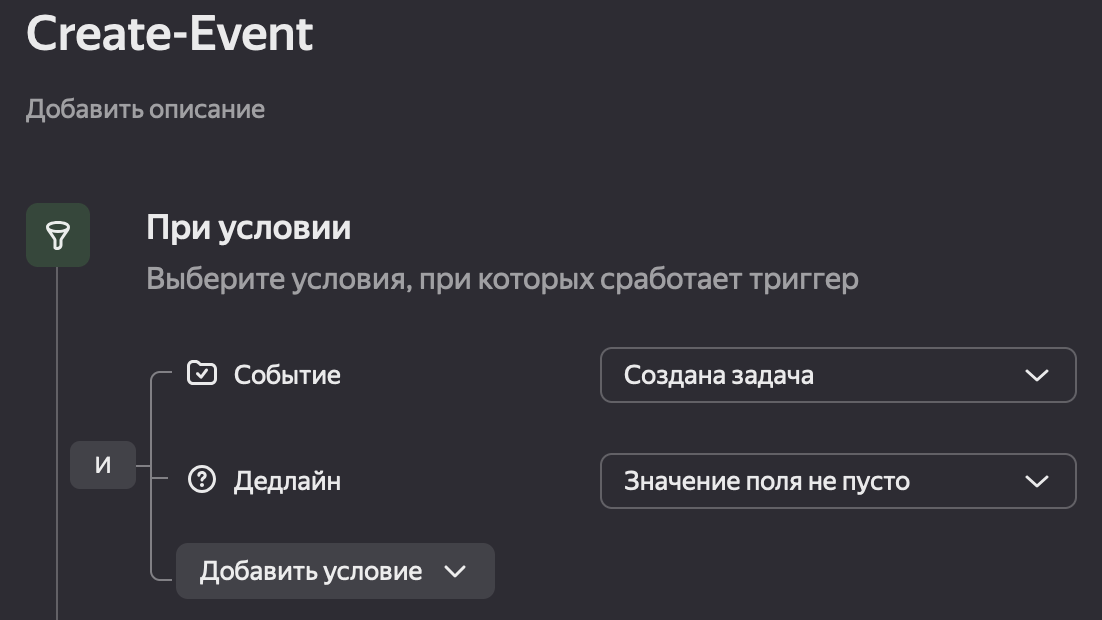 Create-Event
Добавить описание
При условии
Выберите условия, при которых сработает триггер
Событие
Создана задача
И
Дедлайн
Значение поля не пусто
Добавить условие